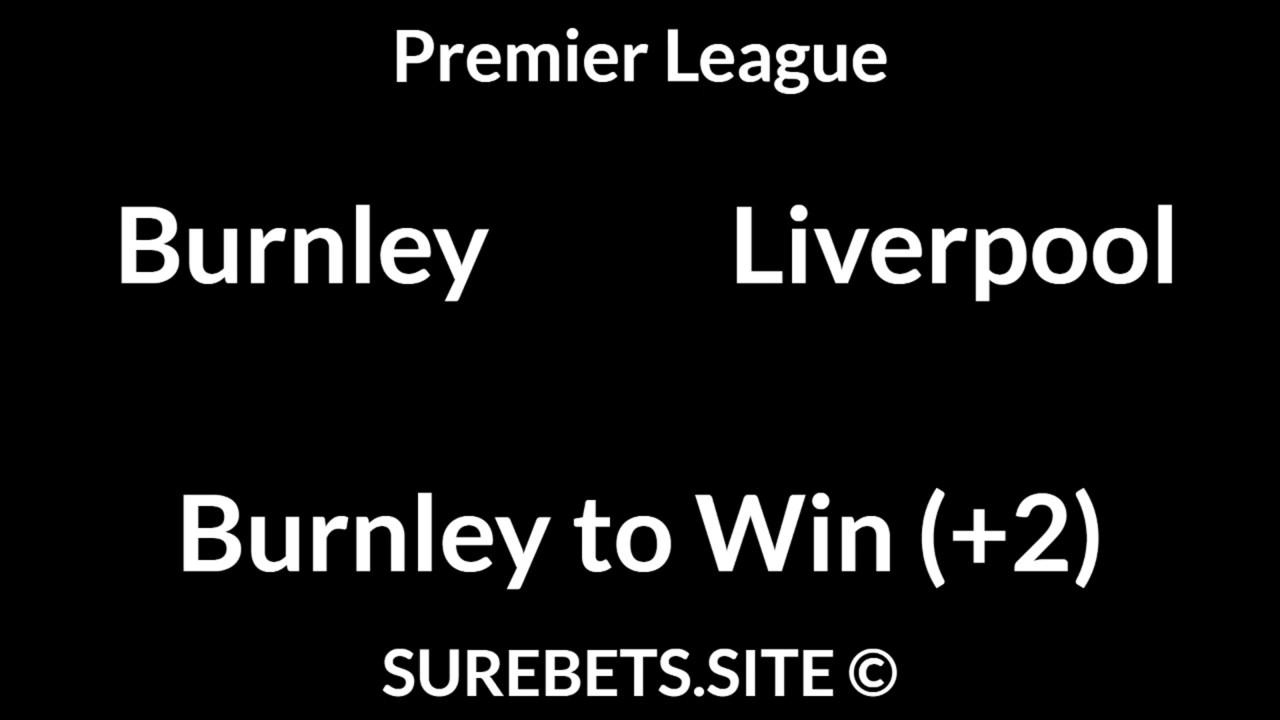 Premier League
Burnley Liverpool
Burnley to Win (+2)
SUREBETS.SITE ©